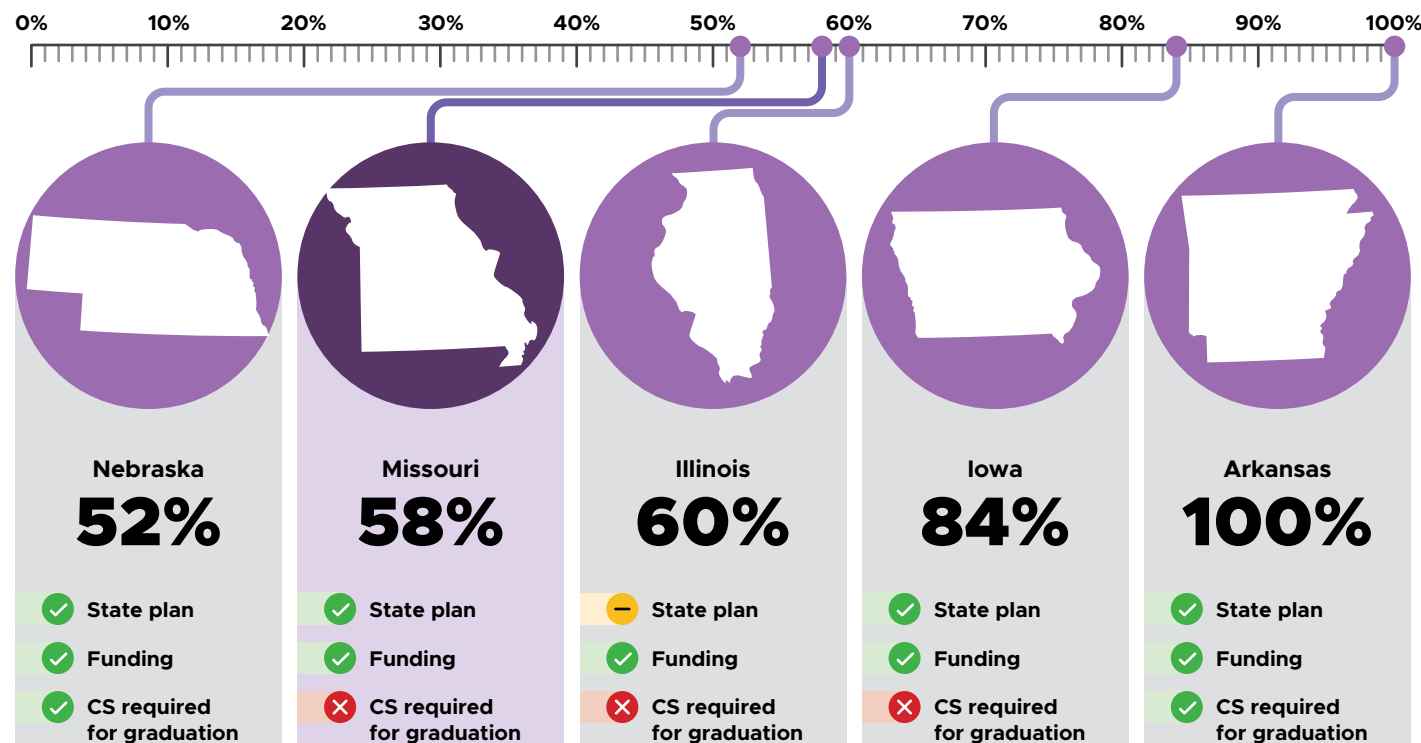 0% 10% 20% 30% 40% 50% 60% 70% 80% 90% 100%
Nebraska
52%
State plan
Funding
CS required
for graduation
Missouri
58%
State plan
Funding
CS required
for graduation
Illinois
60%
State plan
Funding
CS required
for graduation
Iowa
84%
State plan
Funding
CS required
for graduation
Arkansas
100%
State plan
Funding
CS required
for graduation